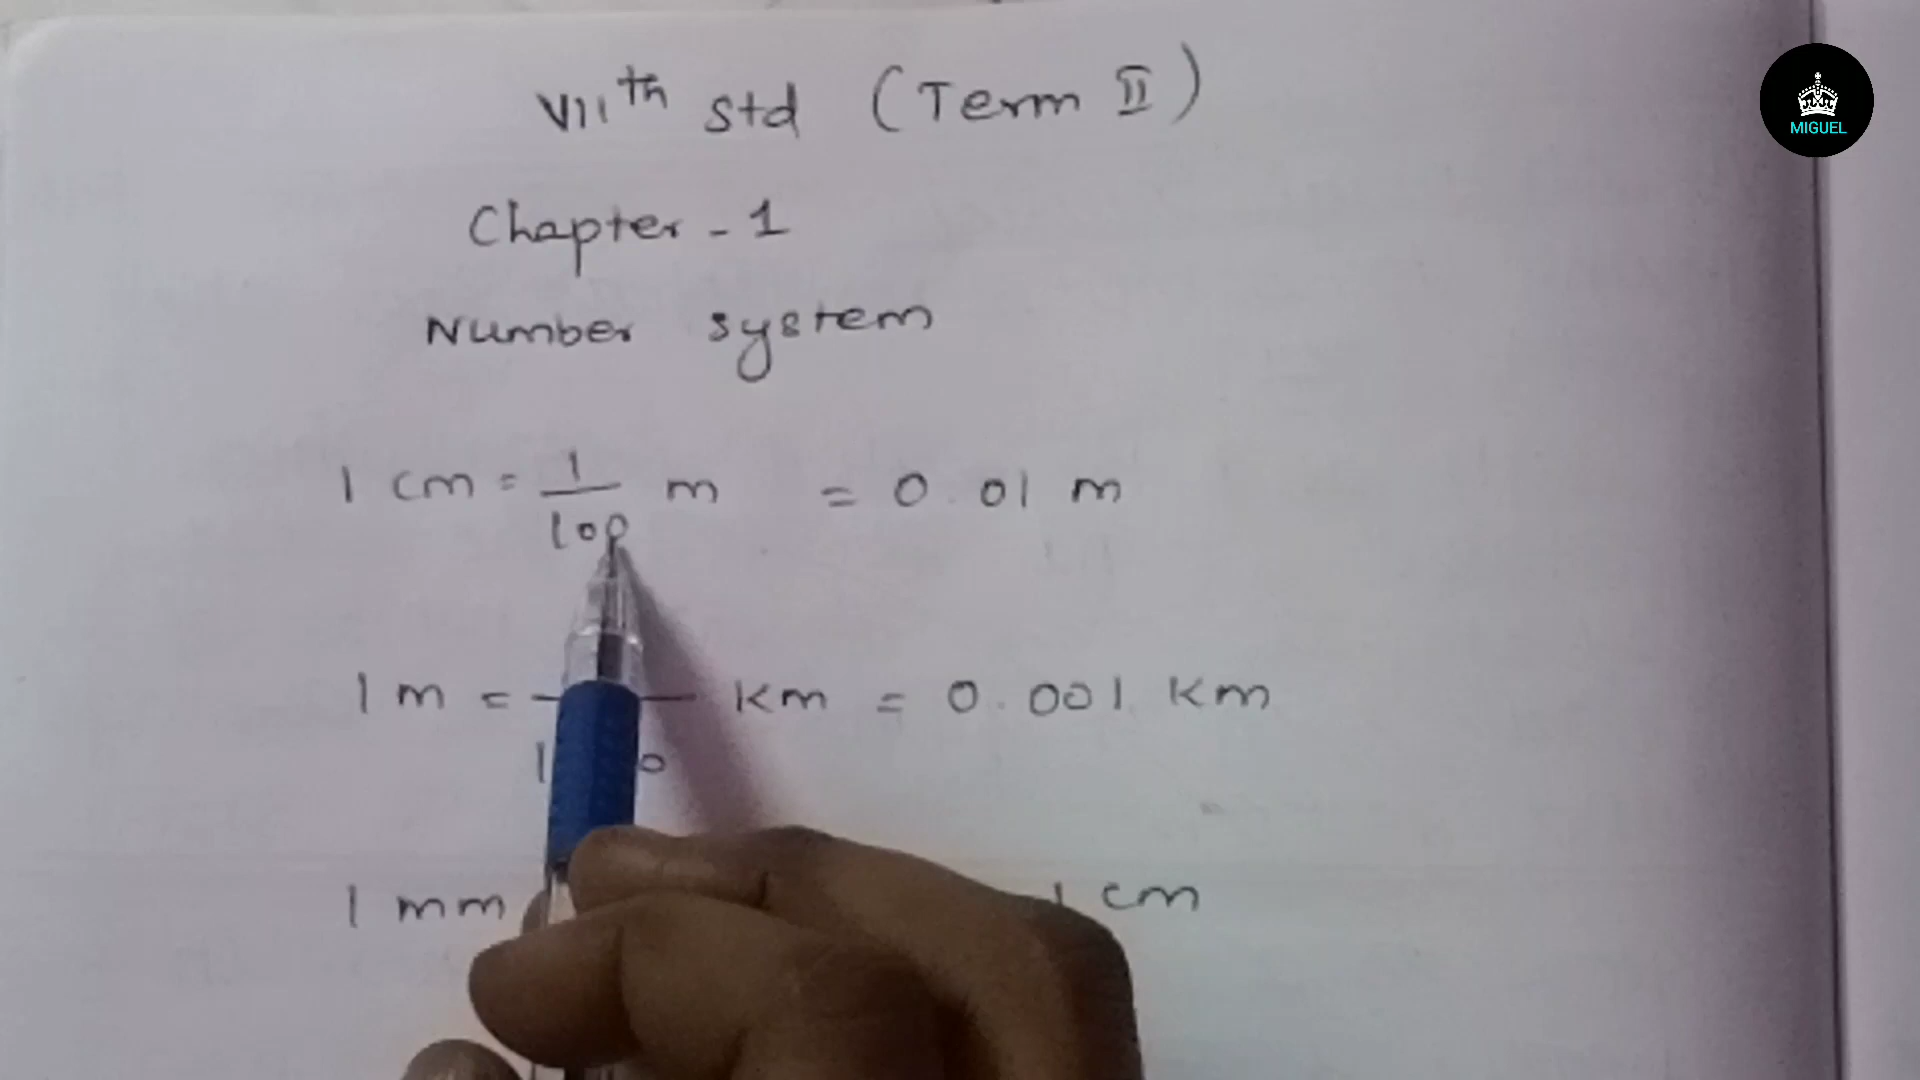 VIIth std (Term II)
MIGUEL
Chapter - 1
Number system
1 cm = 1/100 m = 0.01 m
1 m = km = 0.001 km
1 mm 1 cm